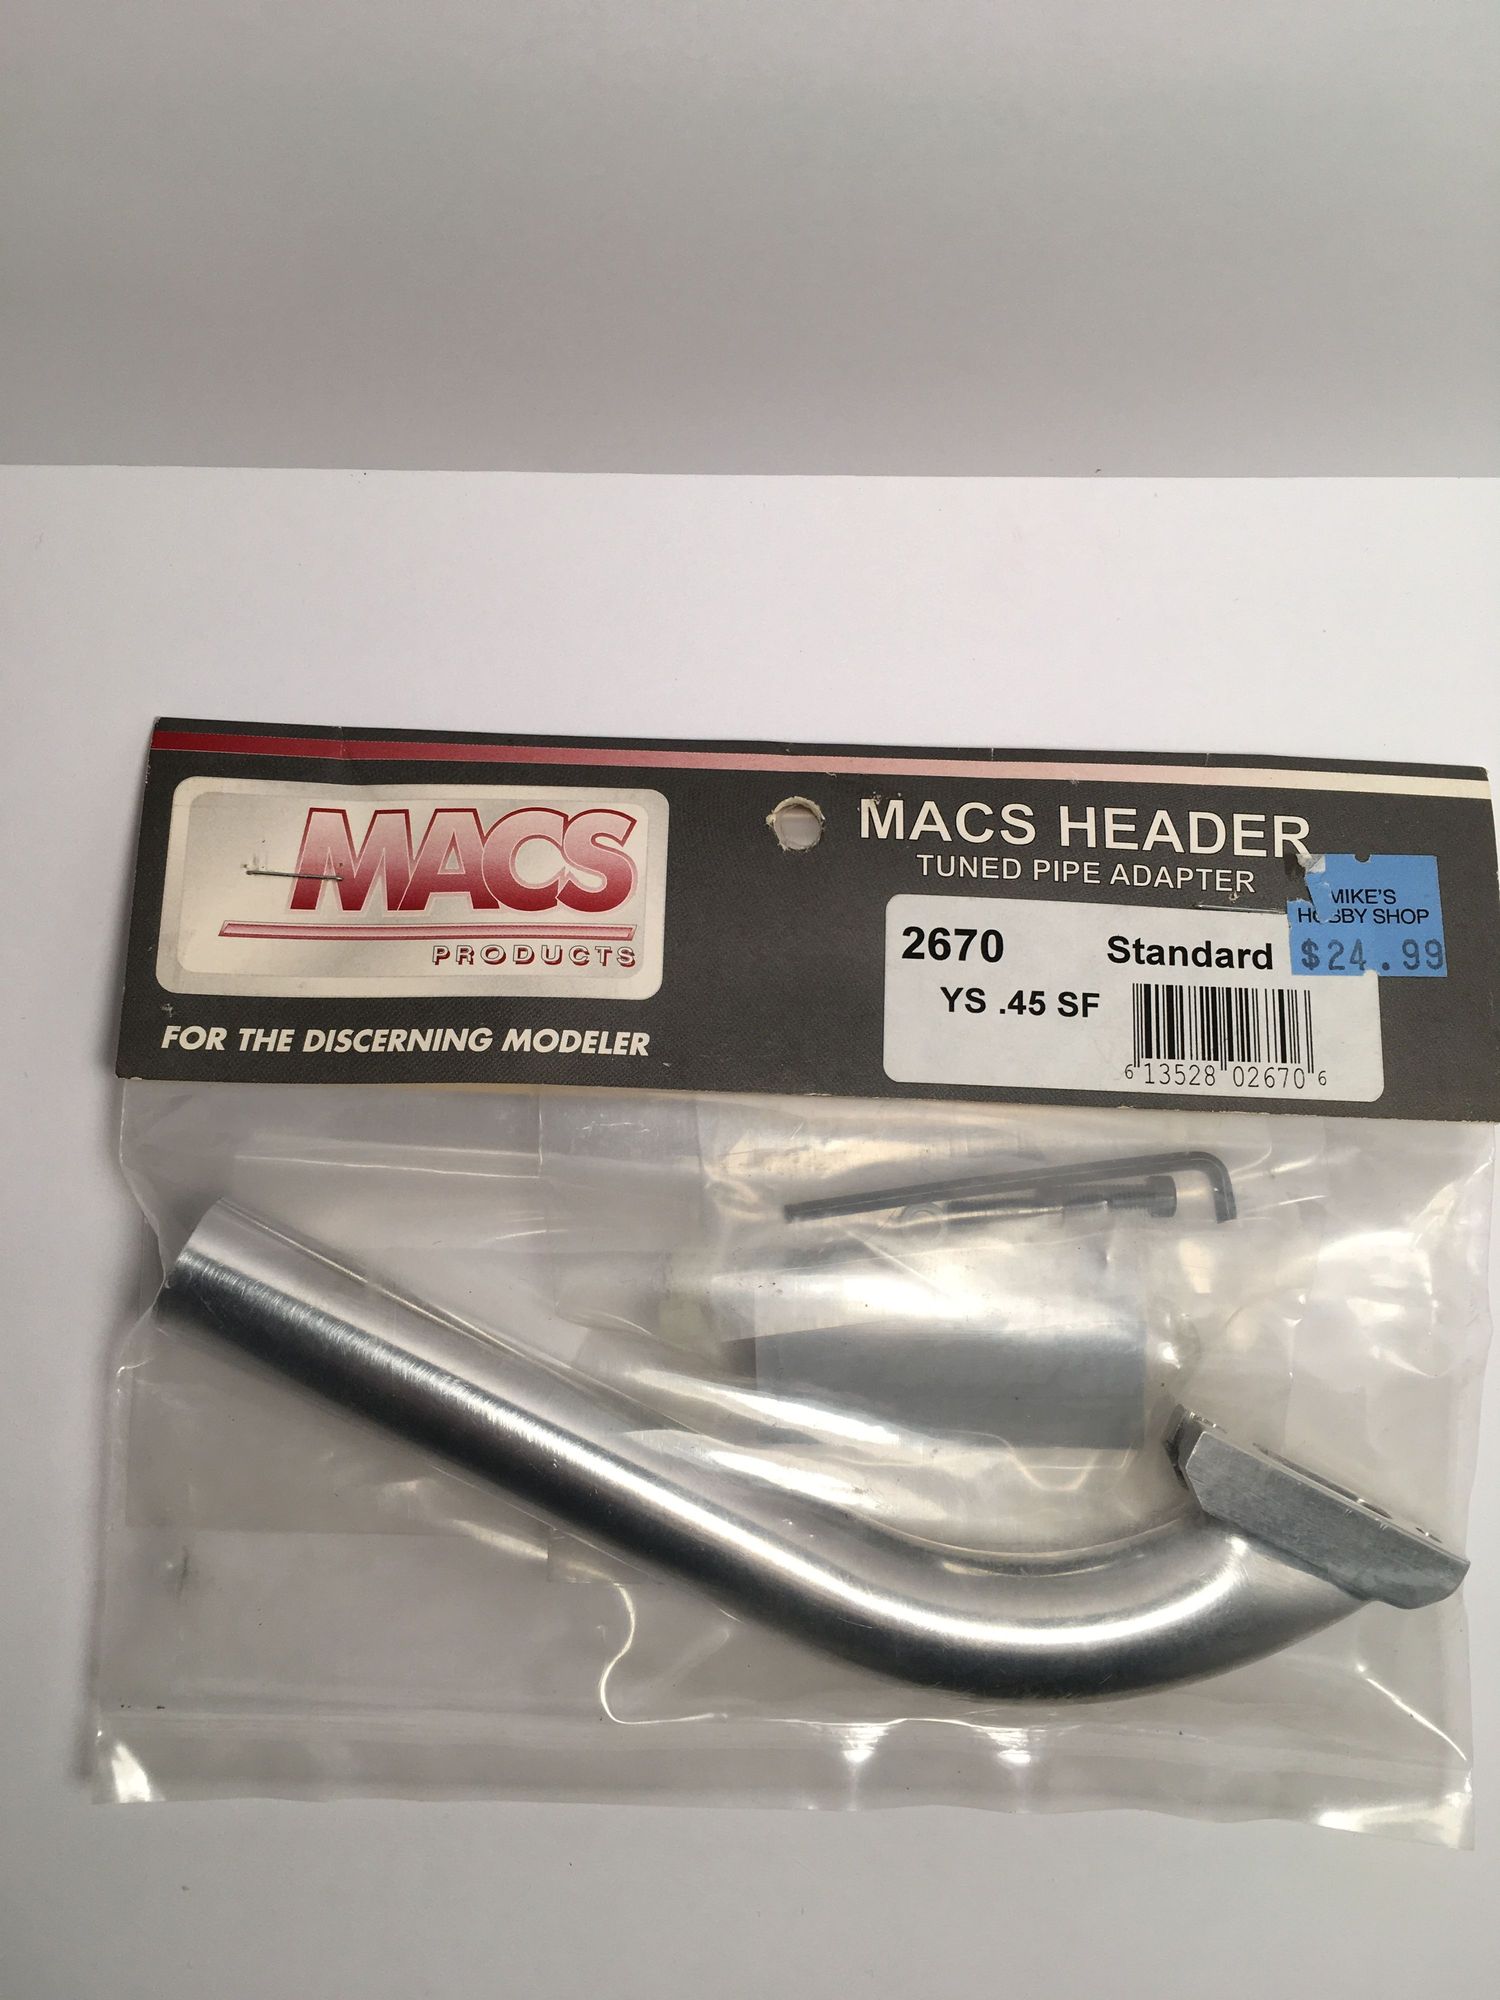 MACS
PRODUCTS
FOR THE DISCERNING MODELER
MACS HEADER
TUNED PIPE ADAPTER
2670 Standard
YS .45 SF
6 13528 02670 6
MIKE'S
HOBBY SHOP
$24.99